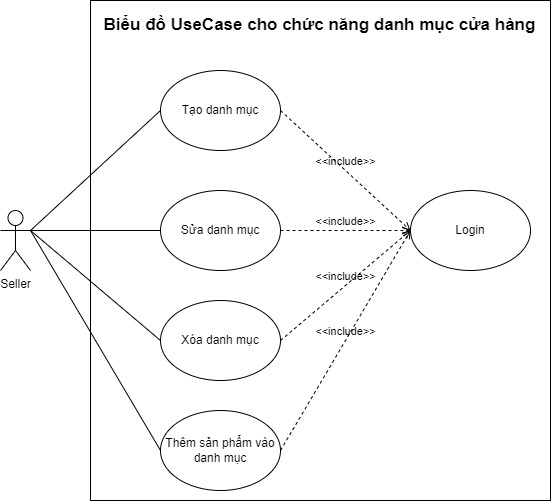 Biểu đồ UseCase cho chức năng danh mục cửa hàng
Tạo danh mục
<<include>>
Sửa danh mục
<<include>>
Login
Seller
<<include>>
Xóa danh mục
<<include>>
Thêm sản phẩm vào
danh mục